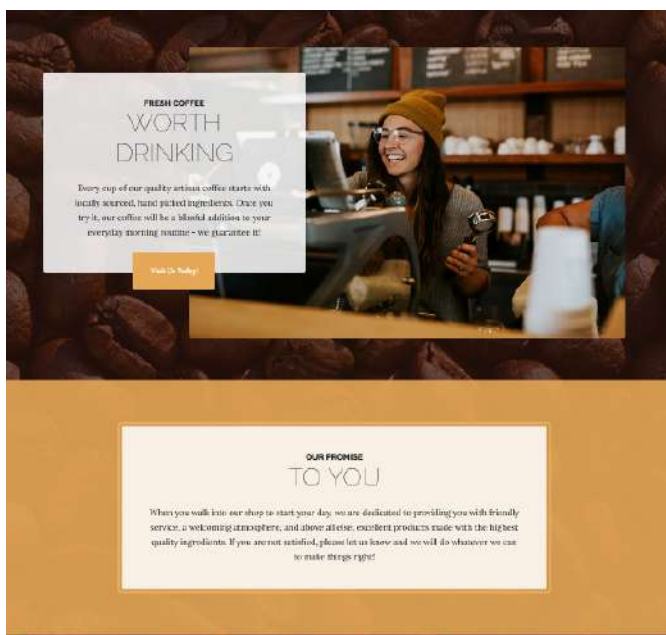 FRESH COFFEE
WORTH
DRINKING
Every cup of our quality artisan coffee starts with
locally sourced, hand picked ingredients. Once you
try it, our coffee will be a blissful addition to your
everyday morning routine - we guarantee it!
Visit Us Today!
OUR PROMISE
TO YOU
When you walk into our shop to start your day, we are dedicated to providing you with friendly
service, a welcoming atmosphere, and above all else, excellent products made with the highest
quality ingredients. If you are not satisfied, please let us know and we will do whatever we can
to make things right!